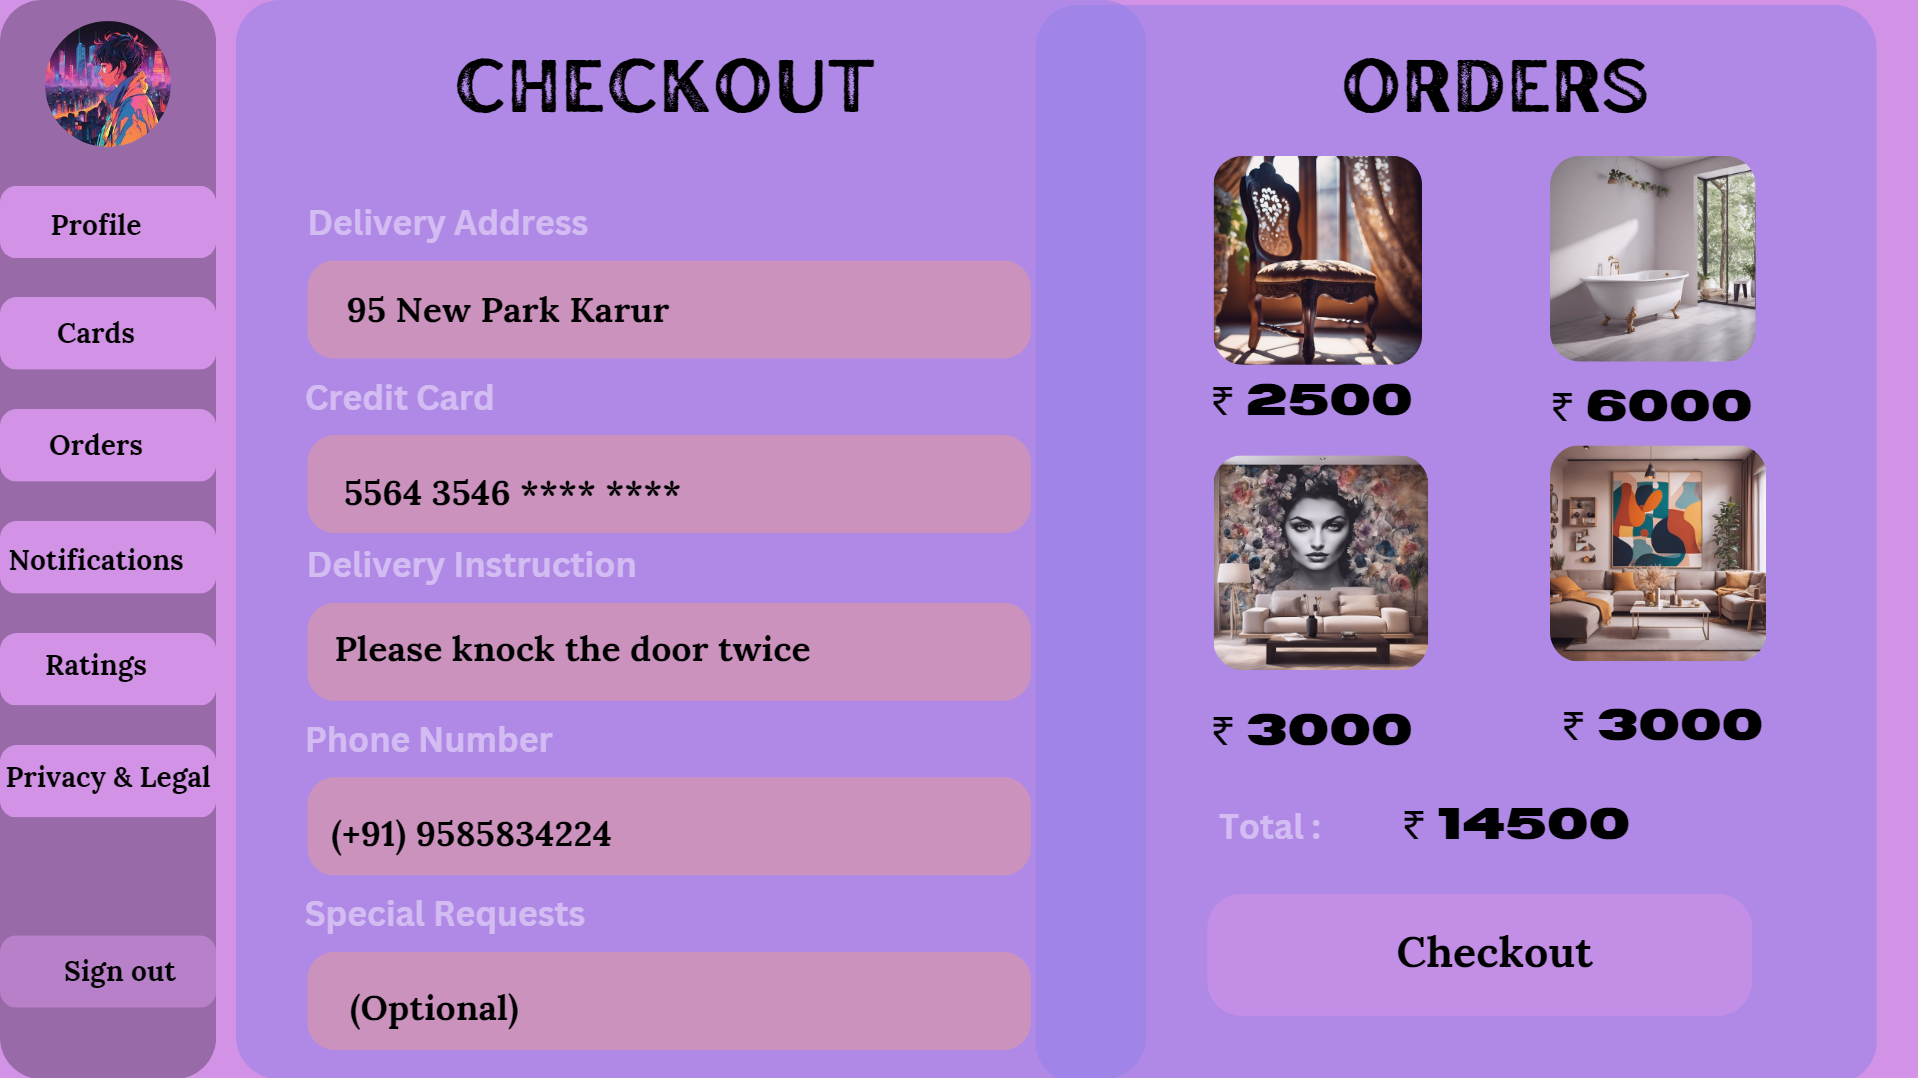 Profile
Cards
Orders
Notifications
Ratings
Privacy & Legal
Sign out
CHECKOUT
Delivery Address
95 New Park Karur
Credit Card
5564 3546 **** ****
Delivery Instruction
Please knock the door twice
Phone Number
(+91) 9585834224
Special Requests
(Optional)
ORDERS
₹ 2500
₹ 6000
₹ 3000
₹ 3000
Total : ₹ 14500
Checkout